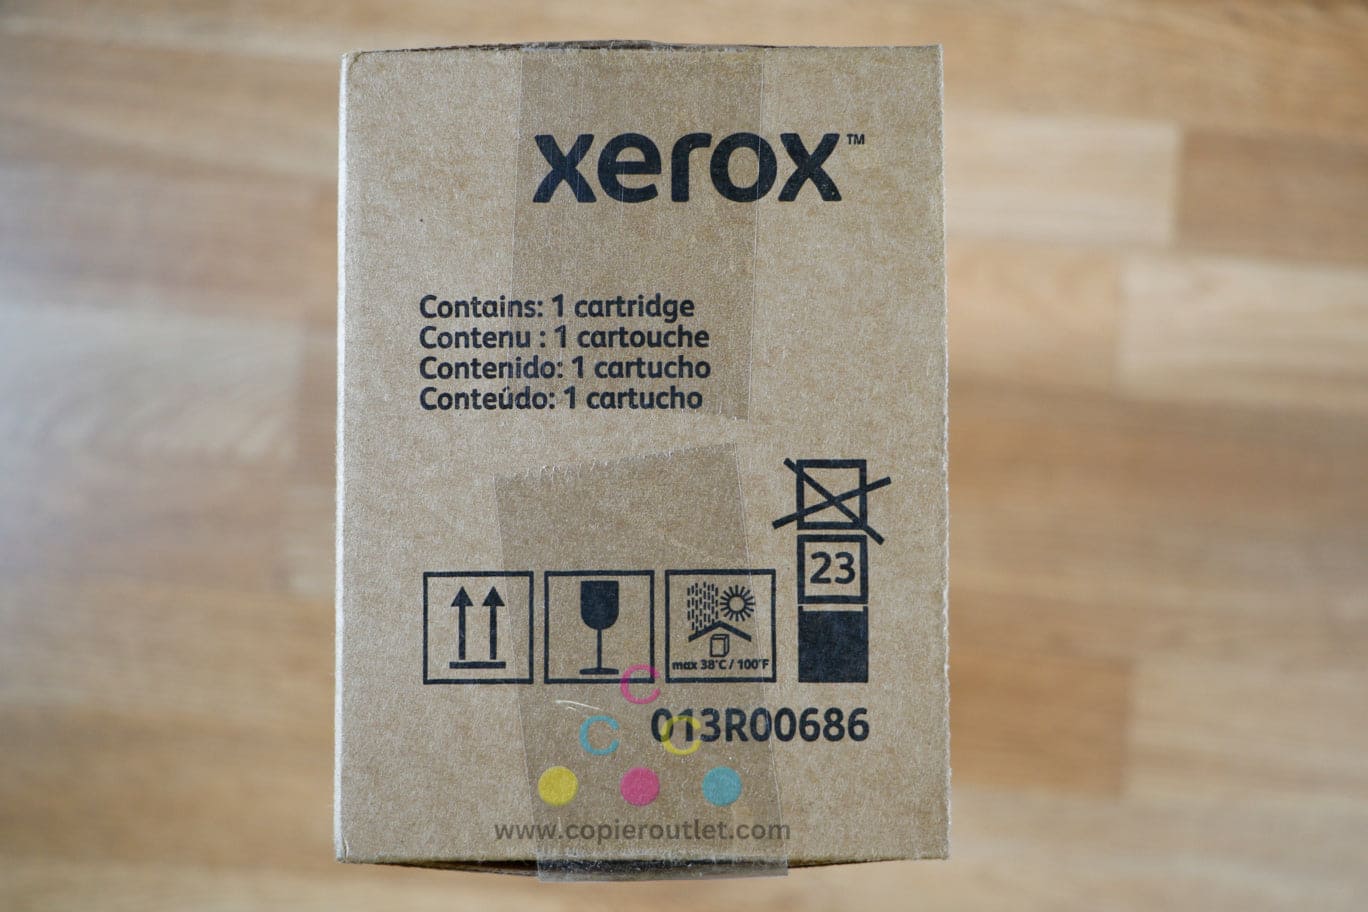 xerox™
Contains: 1 cartridge
Contenu : 1 cartouche
Contenido: 1 cartucho
Conteúdo: 1 cartucho
23
max 38°C / 100°F
013R00686
C
C C
www.copieroutlet.com